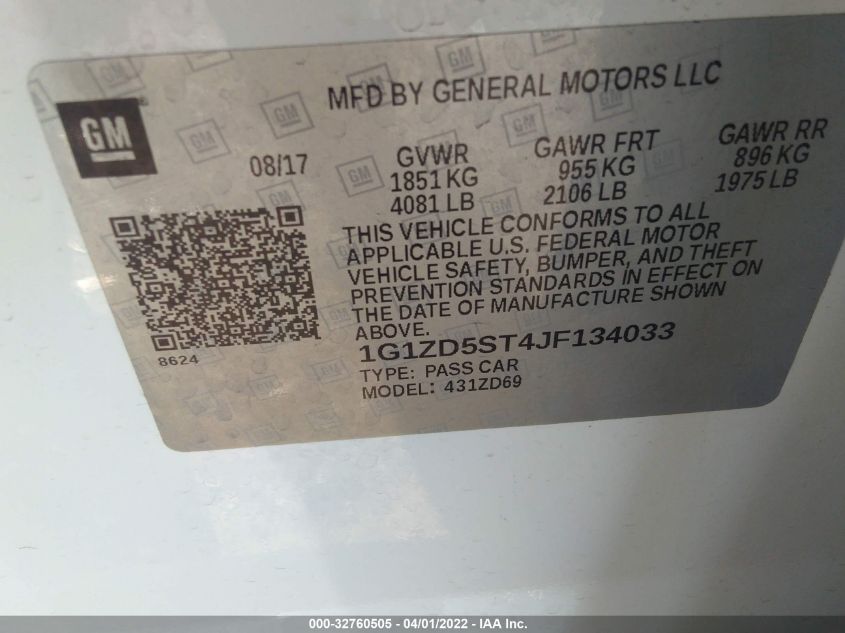 MFD BY GENERAL MOTORS LLC
GM
08/17
GVWR GAWR FRT GAWR RR
1851 KG 955 KG 896 KG
4081 LB 2106 LB 1975 LB
THIS VEHICLE CONFORMS TO ALL
APPLICABLE U.S. FEDERAL MOTOR
VEHICLE SAFETY, BUMPER, AND THEFT
PREVENTION STANDARDS IN EFFECT ON
THE DATE OF MANUFACTURE SHOWN
ABOVE.
8624
1G1ZD5ST4JF134033
TYPE: PASS CAR
MODEL: 431ZD69
000-32760505 - 04/01/2022 - IAA Inc.